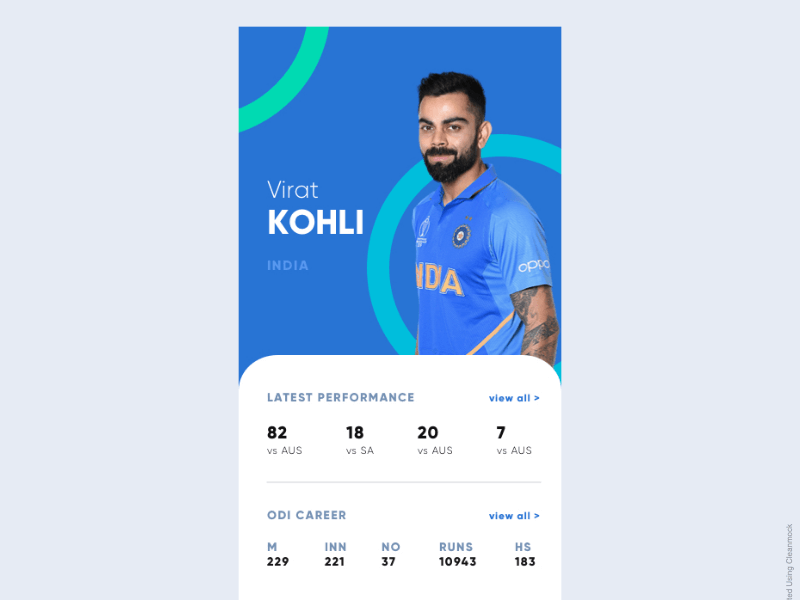 Virat
KOHLI
INDIA
oppo
INDIA
LATEST PERFORMANCE
view all >
82
18
20
7
vs AUS
vs SA
vs AUS
vs AUS
ODI CAREER
view all >
M
INN
NO
RUNS
HS
229
221
37
10943
183
Using Cleanmock